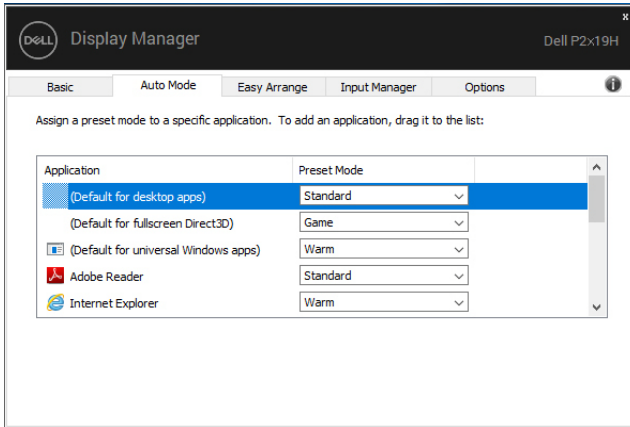 x
DELL Display Manager Dell P2x19H
Basic Auto Mode Easy Arrange Input Manager Options i
Assign a preset mode to a specific application. To add an application, drag it to the list:
Application Preset Mode
(Default for desktop apps) Standard
(Default for fullscreen Direct3D) Game
(Default for universal Windows apps) Warm
Adobe Reader Standard
Internet Explorer Warm